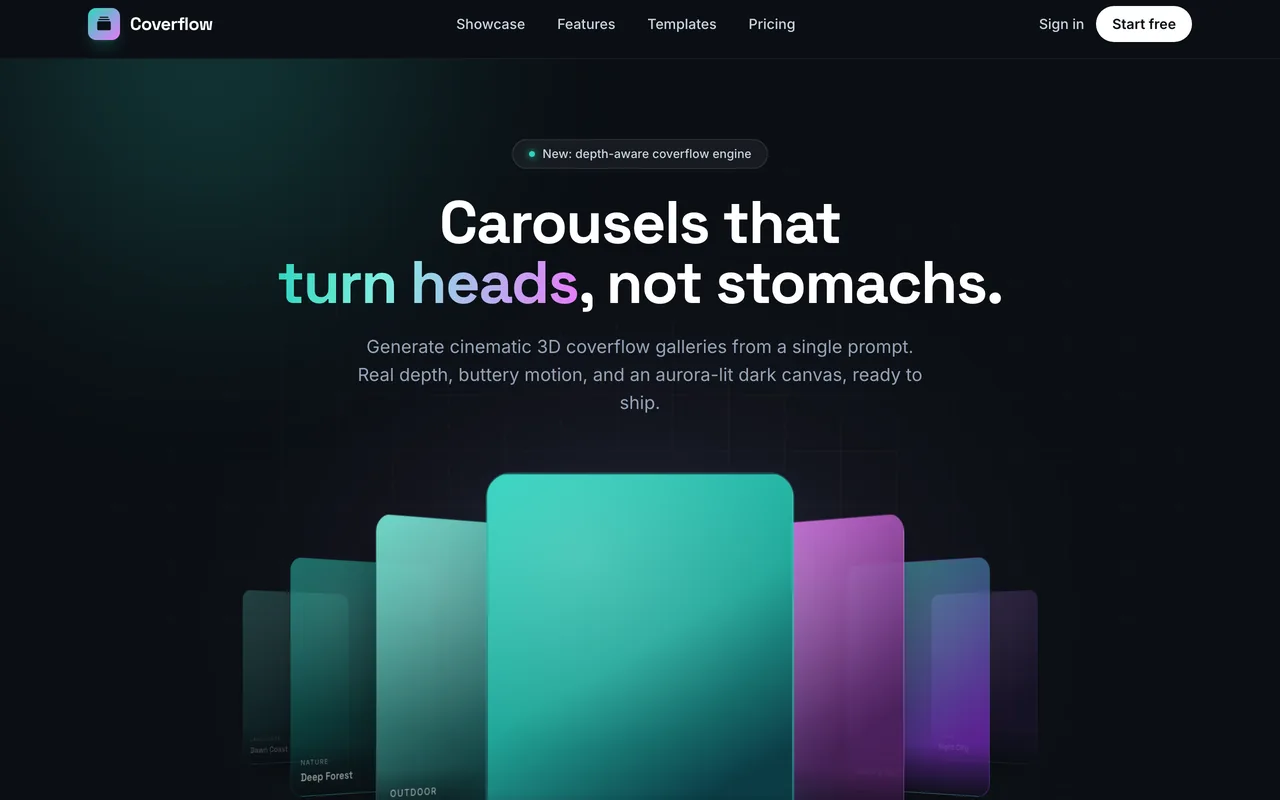 Coverflow
Showcase
Features
Templates
Pricing
Sign in
Start free
New: depth-aware coverflow engine
Carousels that
turn heads, not stomachs.
Generate cinematic 3D coverflow galleries from a single prompt.
Real depth, buttery motion, and an aurora-lit dark canvas, ready to
ship.
NATURE
Deep Forest
OUTDOOR